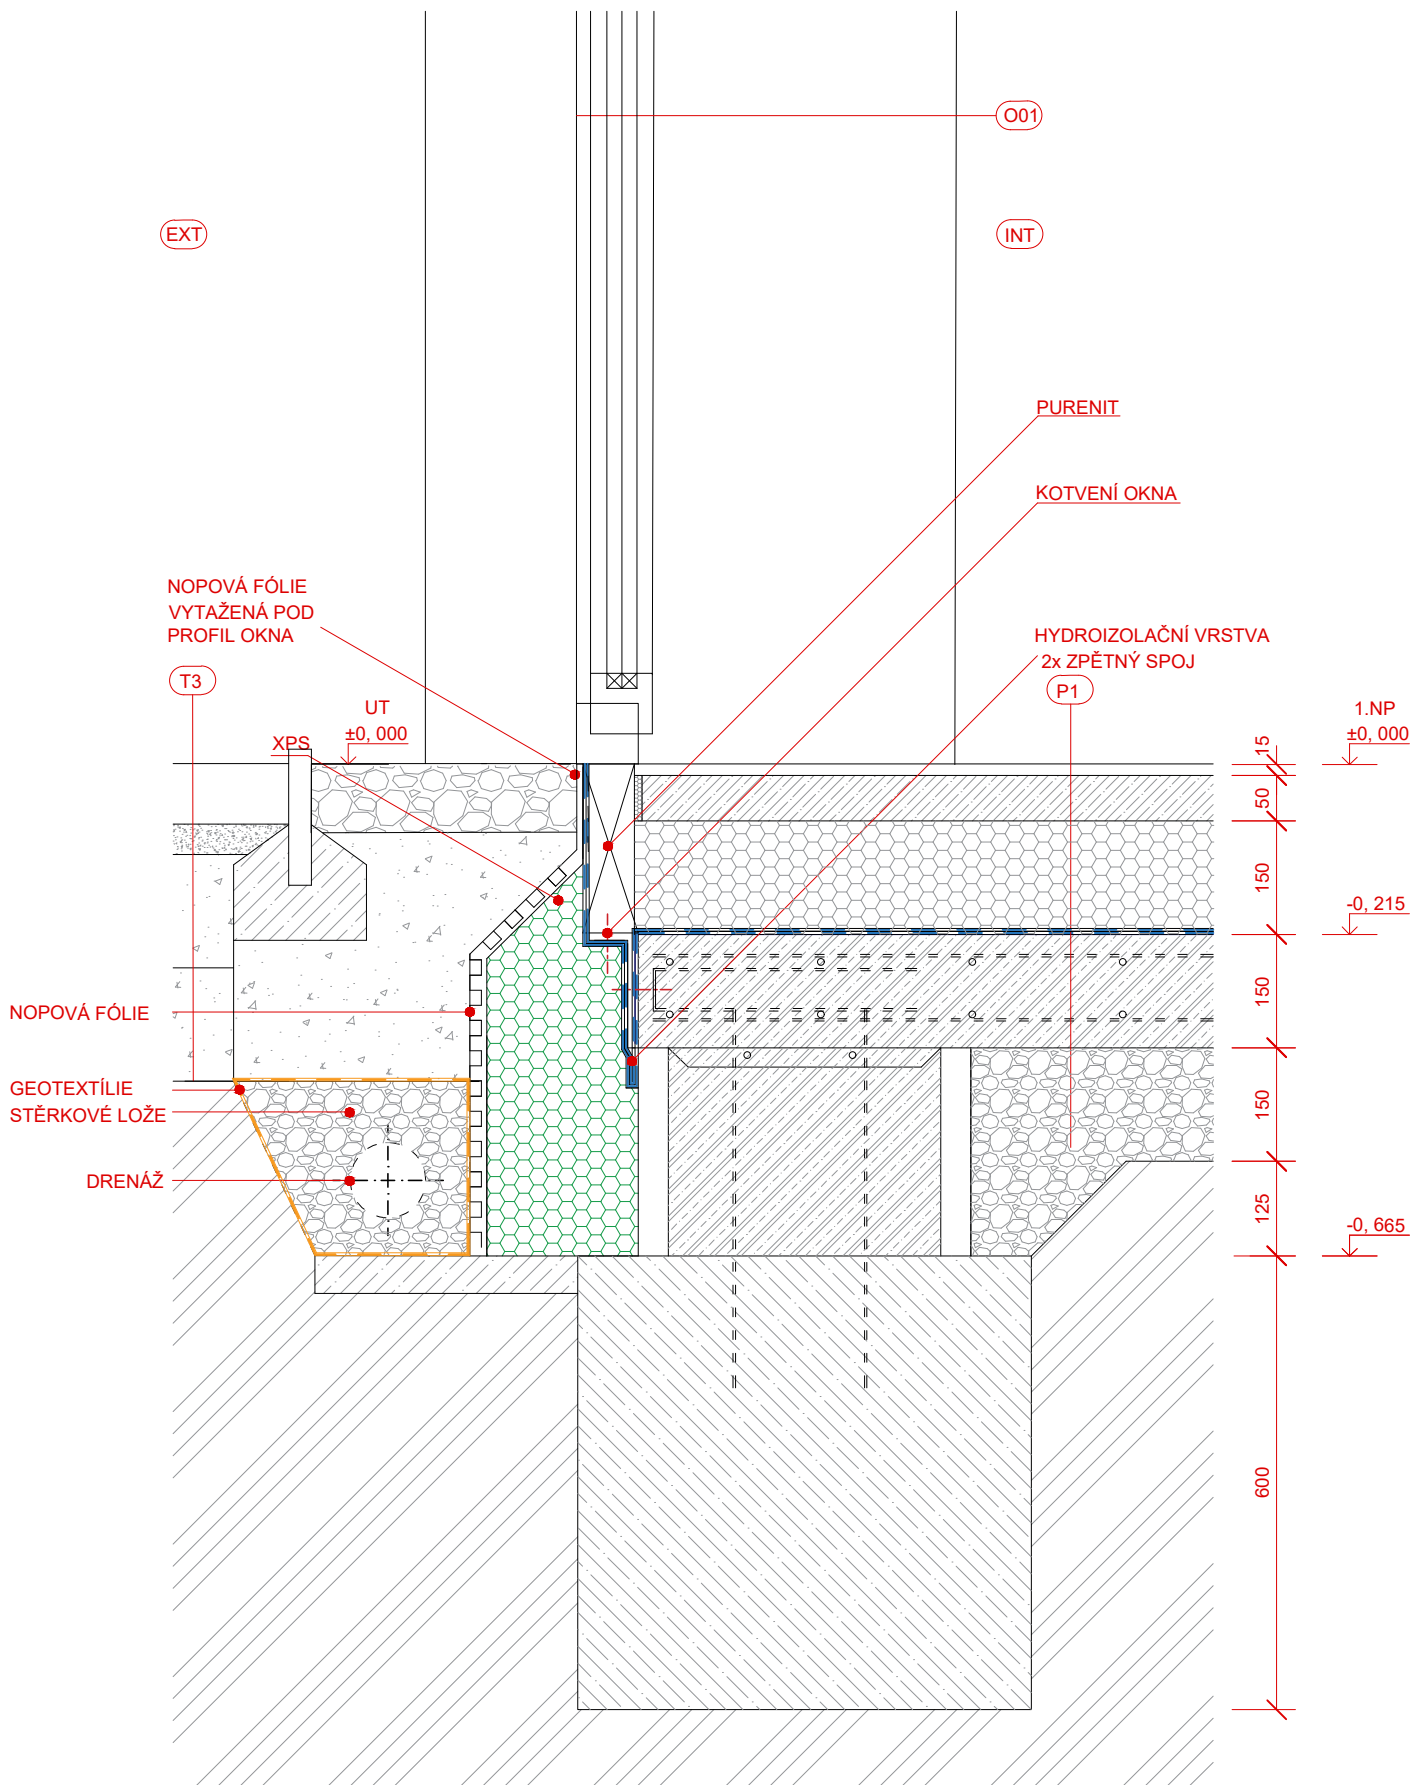 O01
EXT
INT
PURENIT
KOTVENÍ OKNA
NOPOVÁ FÓLIE
VYTAŽENÁ POD
PROFIL OKNA
HYDROIZOLAČNÍ VRSTVA
2x ZPĚTNÝ SPOJ
T3
P1
UT
±0, 000
XPS
1.NP
±0, 000
15
50
150
-0, 215
150
NOPOVÁ FÓLIE
GEOTEXTÍLIE
STĚRKOVÉ LOŽE
150
DRENÁŽ
125
-0, 665
600